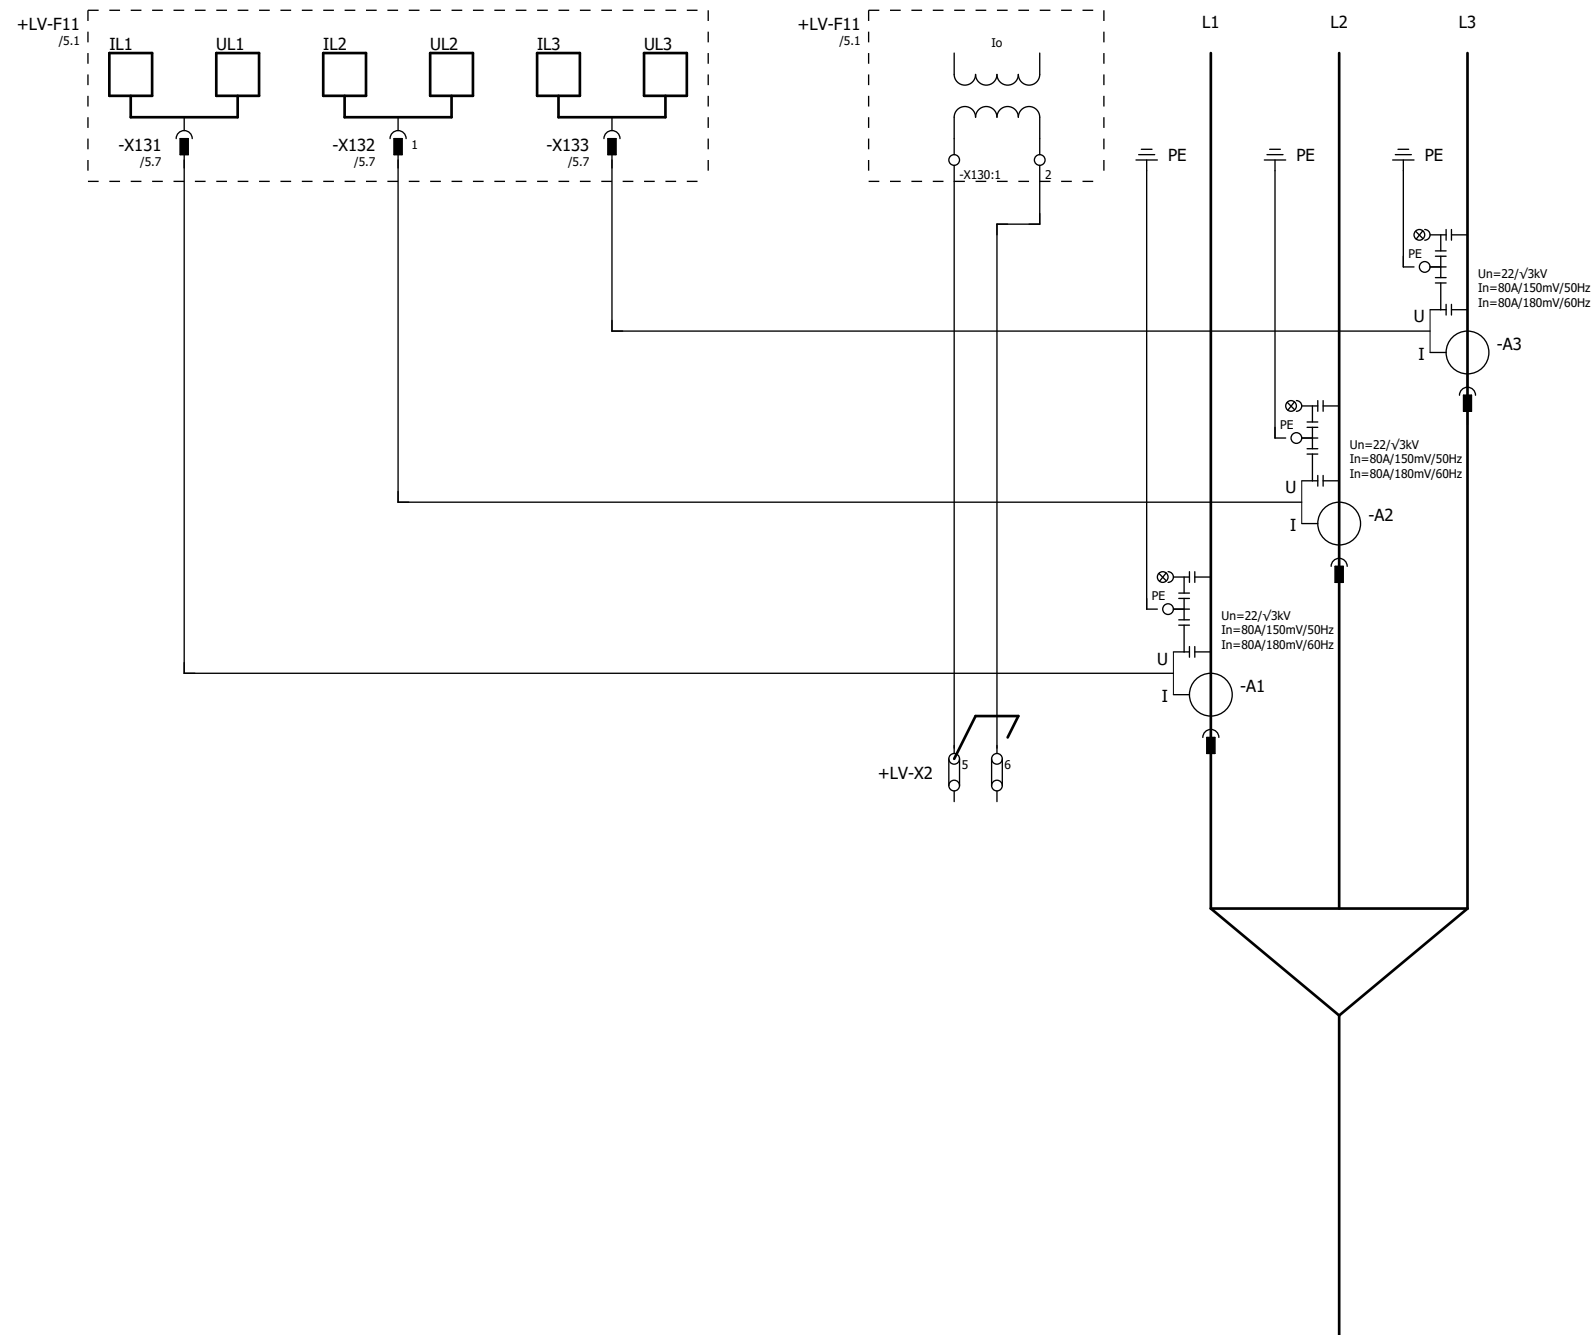 +LV-F11
/5.1
IL1
UL1
IL2
UL2
IL3
UL3
-X131
/5.7
-X132
/5.7
1
-X133
/5.7
+LV-F11
/5.1
Io
-X130:1
2
L1
L2
L3
PE
PE
PE
PE
Un=22/√3kV
In=80A/150mV/50Hz
In=80A/180mV/60Hz
U
I
-A3
PE
Un=22/√3kV
In=80A/150mV/50Hz
In=80A/180mV/60Hz
U
I
-A2
PE
Un=22/√3kV
In=80A/150mV/50Hz
In=80A/180mV/60Hz
U
I
-A1
+LV-X2
5
6